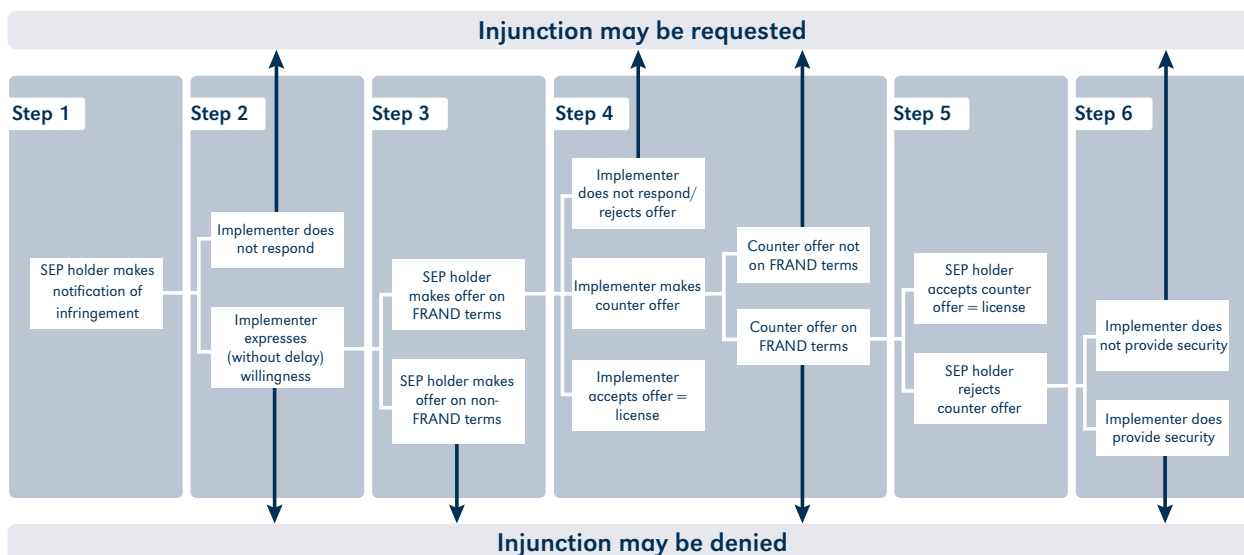 Injunction may be requested
Step 1
SEP holder makes
notification of
infringement
Step 2
Implementer does
not respond
Implementer
expresses
(without delay)
willingness
Step 3
SEP holder
makes offer on
FRAND terms
SEP holder makes
offer on non-
FRAND terms
Step 4
Implementer
does not respond/
rejects offer
Implementer makes
counter offer
Implementer
accepts offer =
license
Counter offer not
on FRAND terms
Counter offer on
FRAND terms
Step 5
SEP holder
accepts counter
offer = license
SEP holder
rejects
counter offer
Step 6
Implementer does
not provide security
Implementer does
provide security
Injunction may be denied